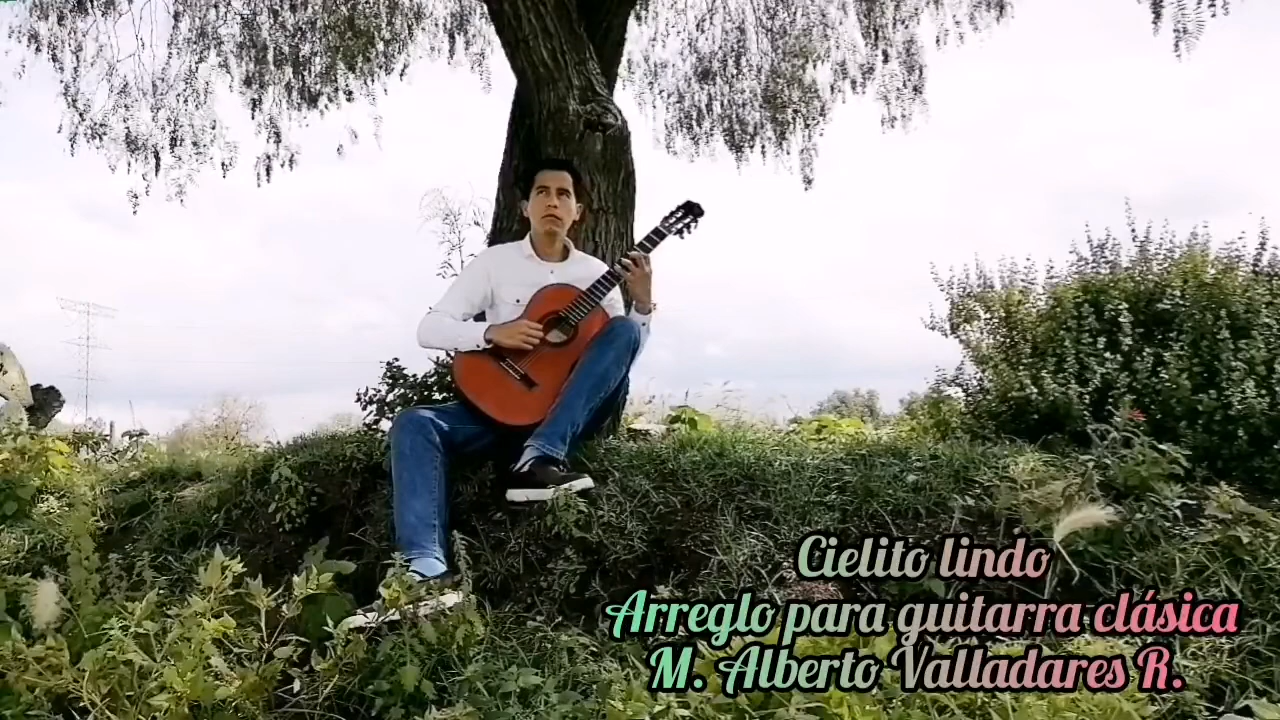 Cielito lindo
Arreglo para guitarra clásica
M. Alberto Valladares R.